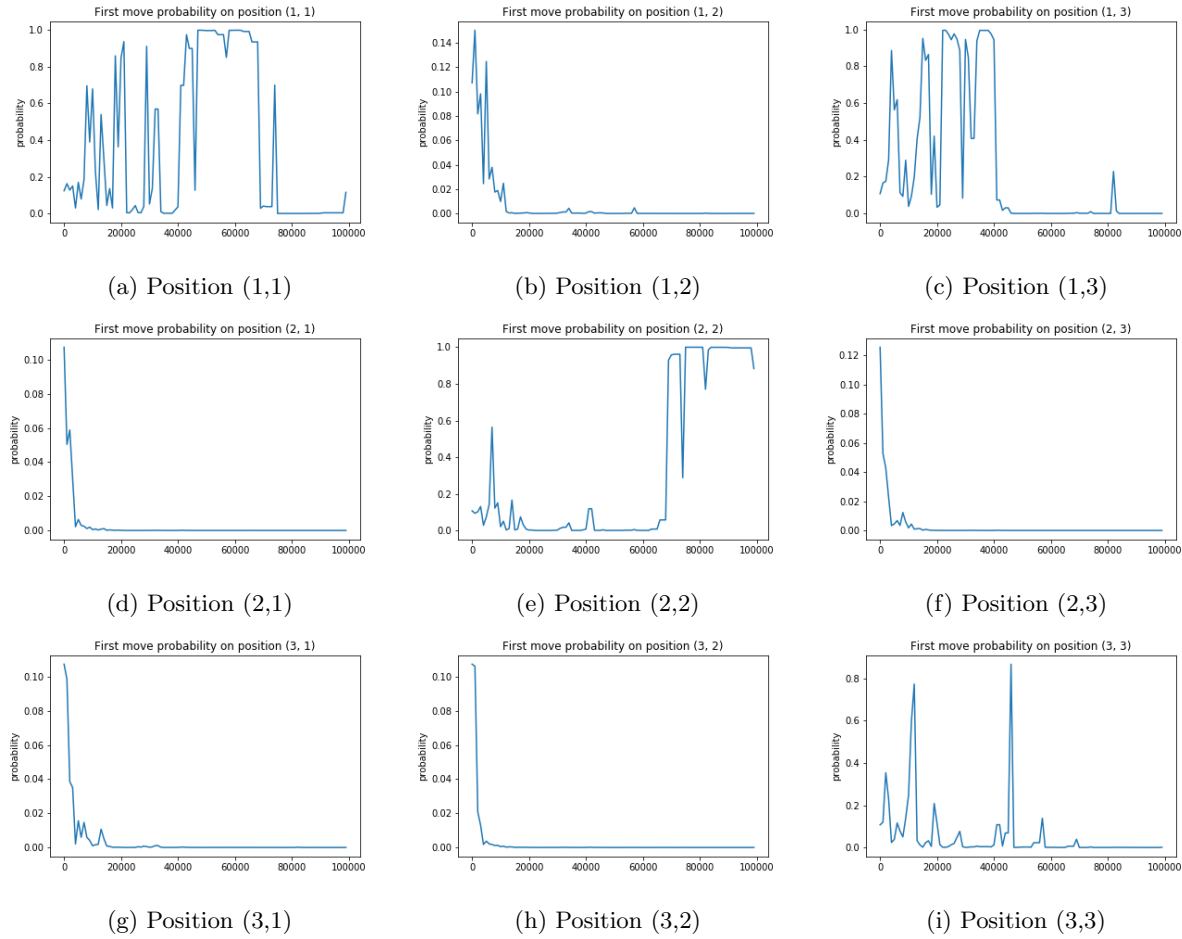 First move probability on position (1, 1)
probability
1.0
0.8
0.6
0.4
0.2
0.0
0 20000 40000 60000 80000 100000
(a) Position (1,1)
First move probability on position (1, 2)
probability
0.14
0.12
0.10
0.08
0.06
0.04
0.02
0.00
0 20000 40000 60000 80000 100000
(b) Position (1,2)
First move probability on position (1, 3)
probability
1.0
0.8
0.6
0.4
0.2
0.0
0 20000 40000 60000 80000 100000
(c) Position (1,3)
First move probability on position (2, 1)
probability
0.10
0.08
0.06
0.04
0.02
0.00
0 20000 40000 60000 80000 100000
(d) Position (2,1)
First move probability on position (2, 2)
probability
1.0
0.8
0.6
0.4
0.2
0.0
0 20000 40000 60000 80000 100000
(e) Position (2,2)
First move probability on position (2, 3)
probability
0.12
0.10
0.08
0.06
0.04
0.02
0.00
0 20000 40000 60000 80000 100000
(f) Position (2,3)
First move probability on position (3, 1)
probability
0.10
0.08
0.06
0.04
0.02
0.00
0 20000 40000 60000 80000 100000
(g) Position (3,1)
First move probability on position (3, 2)
probability
0.10
0.08
0.06
0.04
0.02
0.00
0 20000 40000 60000 80000 100000
(h) Position (3,2)
First move probability on position (3, 3)
probability
0.8
0.6
0.4
0.2
0.0
0 20000 40000 60000 80000 100000
(i) Position (3,3)